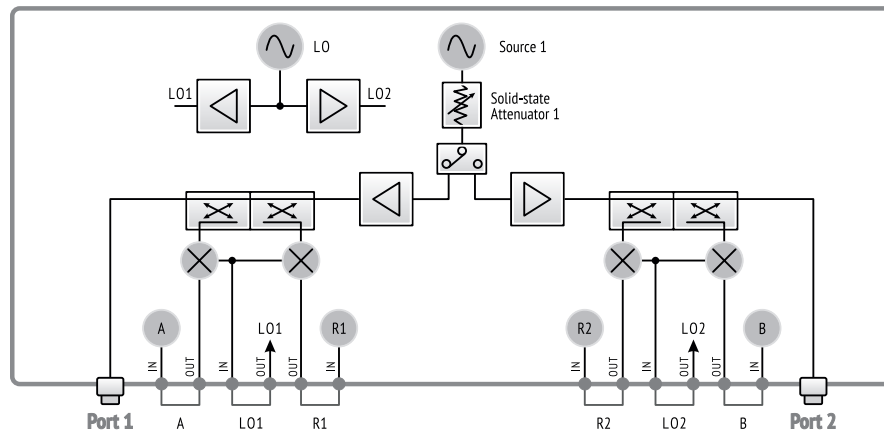 LO
Source 1
LO1
LO2
Solid-state
Attenuator 1
A
LO1
R1
R2
LO2
B
IN
OUT
IN
OUT
OUT
IN
IN
OUT
IN
OUT
OUT
IN
Port 1
A
LO1
R1
R2
LO2
B
Port 2